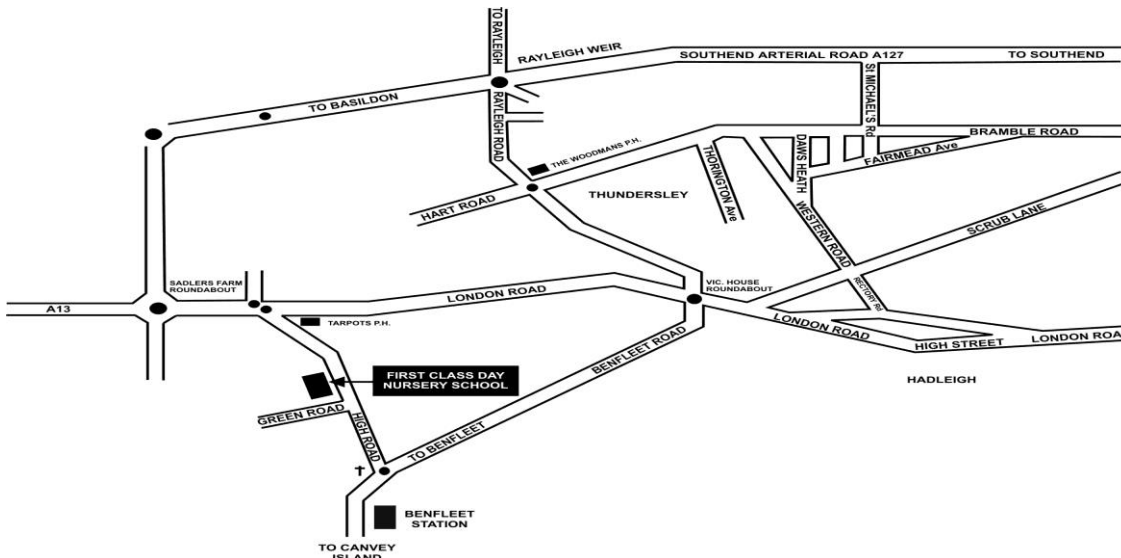 TO RAYLEIGH
RAYLEIGH WEIR
SOUTHEND ARTERIAL ROAD A127
TO SOUTHEND
TO BASILDON
RAYLEIGH ROAD
St MICHAEL'S Rd
BRAMBLE ROAD
THE WOODMANS P.H.
DAWS HEATH
FAIRMEAD Ave
THORINGTON Ave
THUNDERSLEY
HART ROAD
WESTERN ROAD
SCRUB LANE
SADLERS FARM
ROUNDABOUT
VIC. HOUSE
ROUNDABOUT
RECTORY Rd
A13
LONDON ROAD
TARPOTS P.H.
LONDON ROAD
HIGH STREET
LONDON ROAD
BENFLEET ROAD
FIRST CLASS DAY
NURSERY SCHOOL
HADLEIGH
GREEN ROAD
HIGH ROAD
TO BENFLEET
BENFLEET
STATION
TO CANVEY
ISLAND